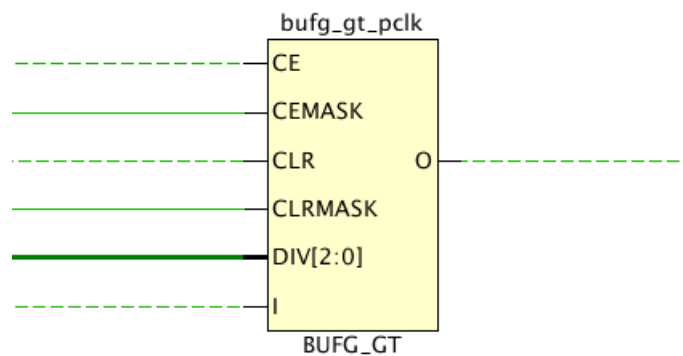 bufg_gt_pclk
CE
CEMASK
CLR
O
CLRMASK
DIV[2:0]
I
BUFG_GT